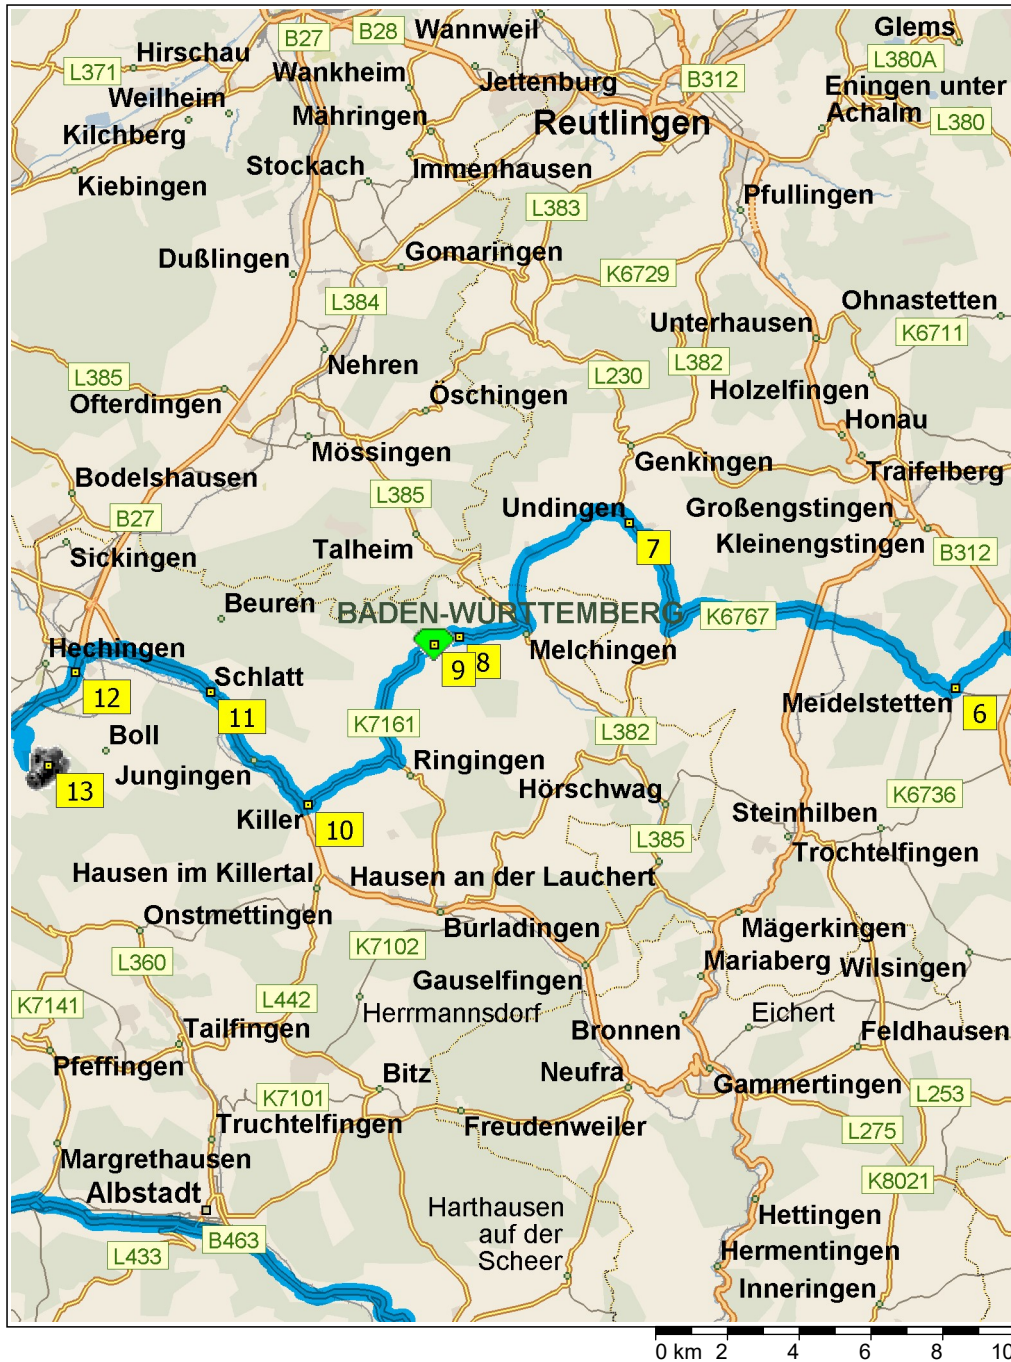 Wannweil
Glems
B27
B28
Hirschau
L371
Wankheim
Jettenburg
B312
L380A
Weilheim
Eningen unter
Achalm
Mähringen
Reutlingen
L380
Kilchberg
Stockach
Immenhausen
Kiebingen
Pfullingen
L383
Dußlingen
Gomaringen
K6729
L384
Ohnastetten
Unterhausen
K6711
Nehren
L382
L385
L230
Holzelfingen
Ofterdingen
Öschingen
Honau
Mössingen
Genkingen
Traifelberg
Bodelshausen
L385
B27
Undingen
Großengstingen
Talheim
7
Kleinengstingen
B312
Sickingen
Beuren
BADEN-WÜRTTEMBERG
K6767
Hechingen
Melchingen
9
8
12
Schlatt
11
Meidelstetten
6
K7161
L382
Boll
13
Jungingen
Ringingen
Hörschwag
K6736
Killer
10
Steinhilben
L385
Trochtelfingen
Hausen im Killertal
Hausen an der Lauchert
Onstmettingen
Burladingen
Mägerkingen
K7102
L360
Gauselfingen
Mariaberg
Wilsingen
K7141
L442
Herrmannsdorf
Eichert
Tailfingen
Bronnen
Feldhausen
Pfeffingen
Bitz
Neufra
Gammertingen
K7101
L253
Truchtelfingen
Freudenweiler
L275
Margrethausen
K8021
Albstadt
Harthausen
auf der
Scheer
Hettingen
B463
L433
Hermentingen
Inneringen
0 km 2 4 6 8 10